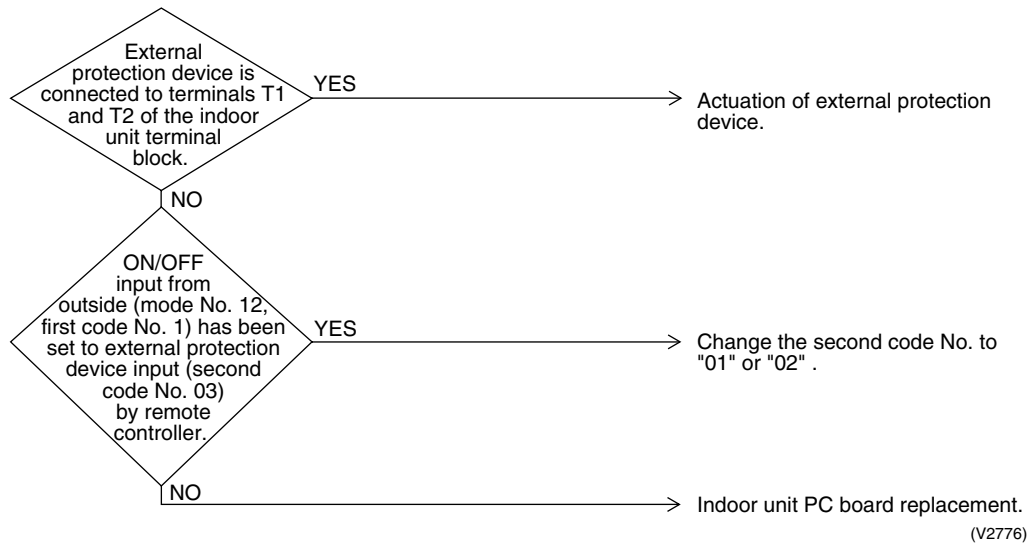 External
protection device is
connected to terminals T1
and T2 of the indoor
unit terminal
block.
YES
Actuation of external protection
device.
NO
ON/OFF
input from
outside (mode No. 12,
first code No. 1) has been
set to external protection
device input (second
code No. 03)
by remote
controller.
YES
Change the second code No. to
"01" or "02" .
NO
Indoor unit PC board replacement.
(V2776)